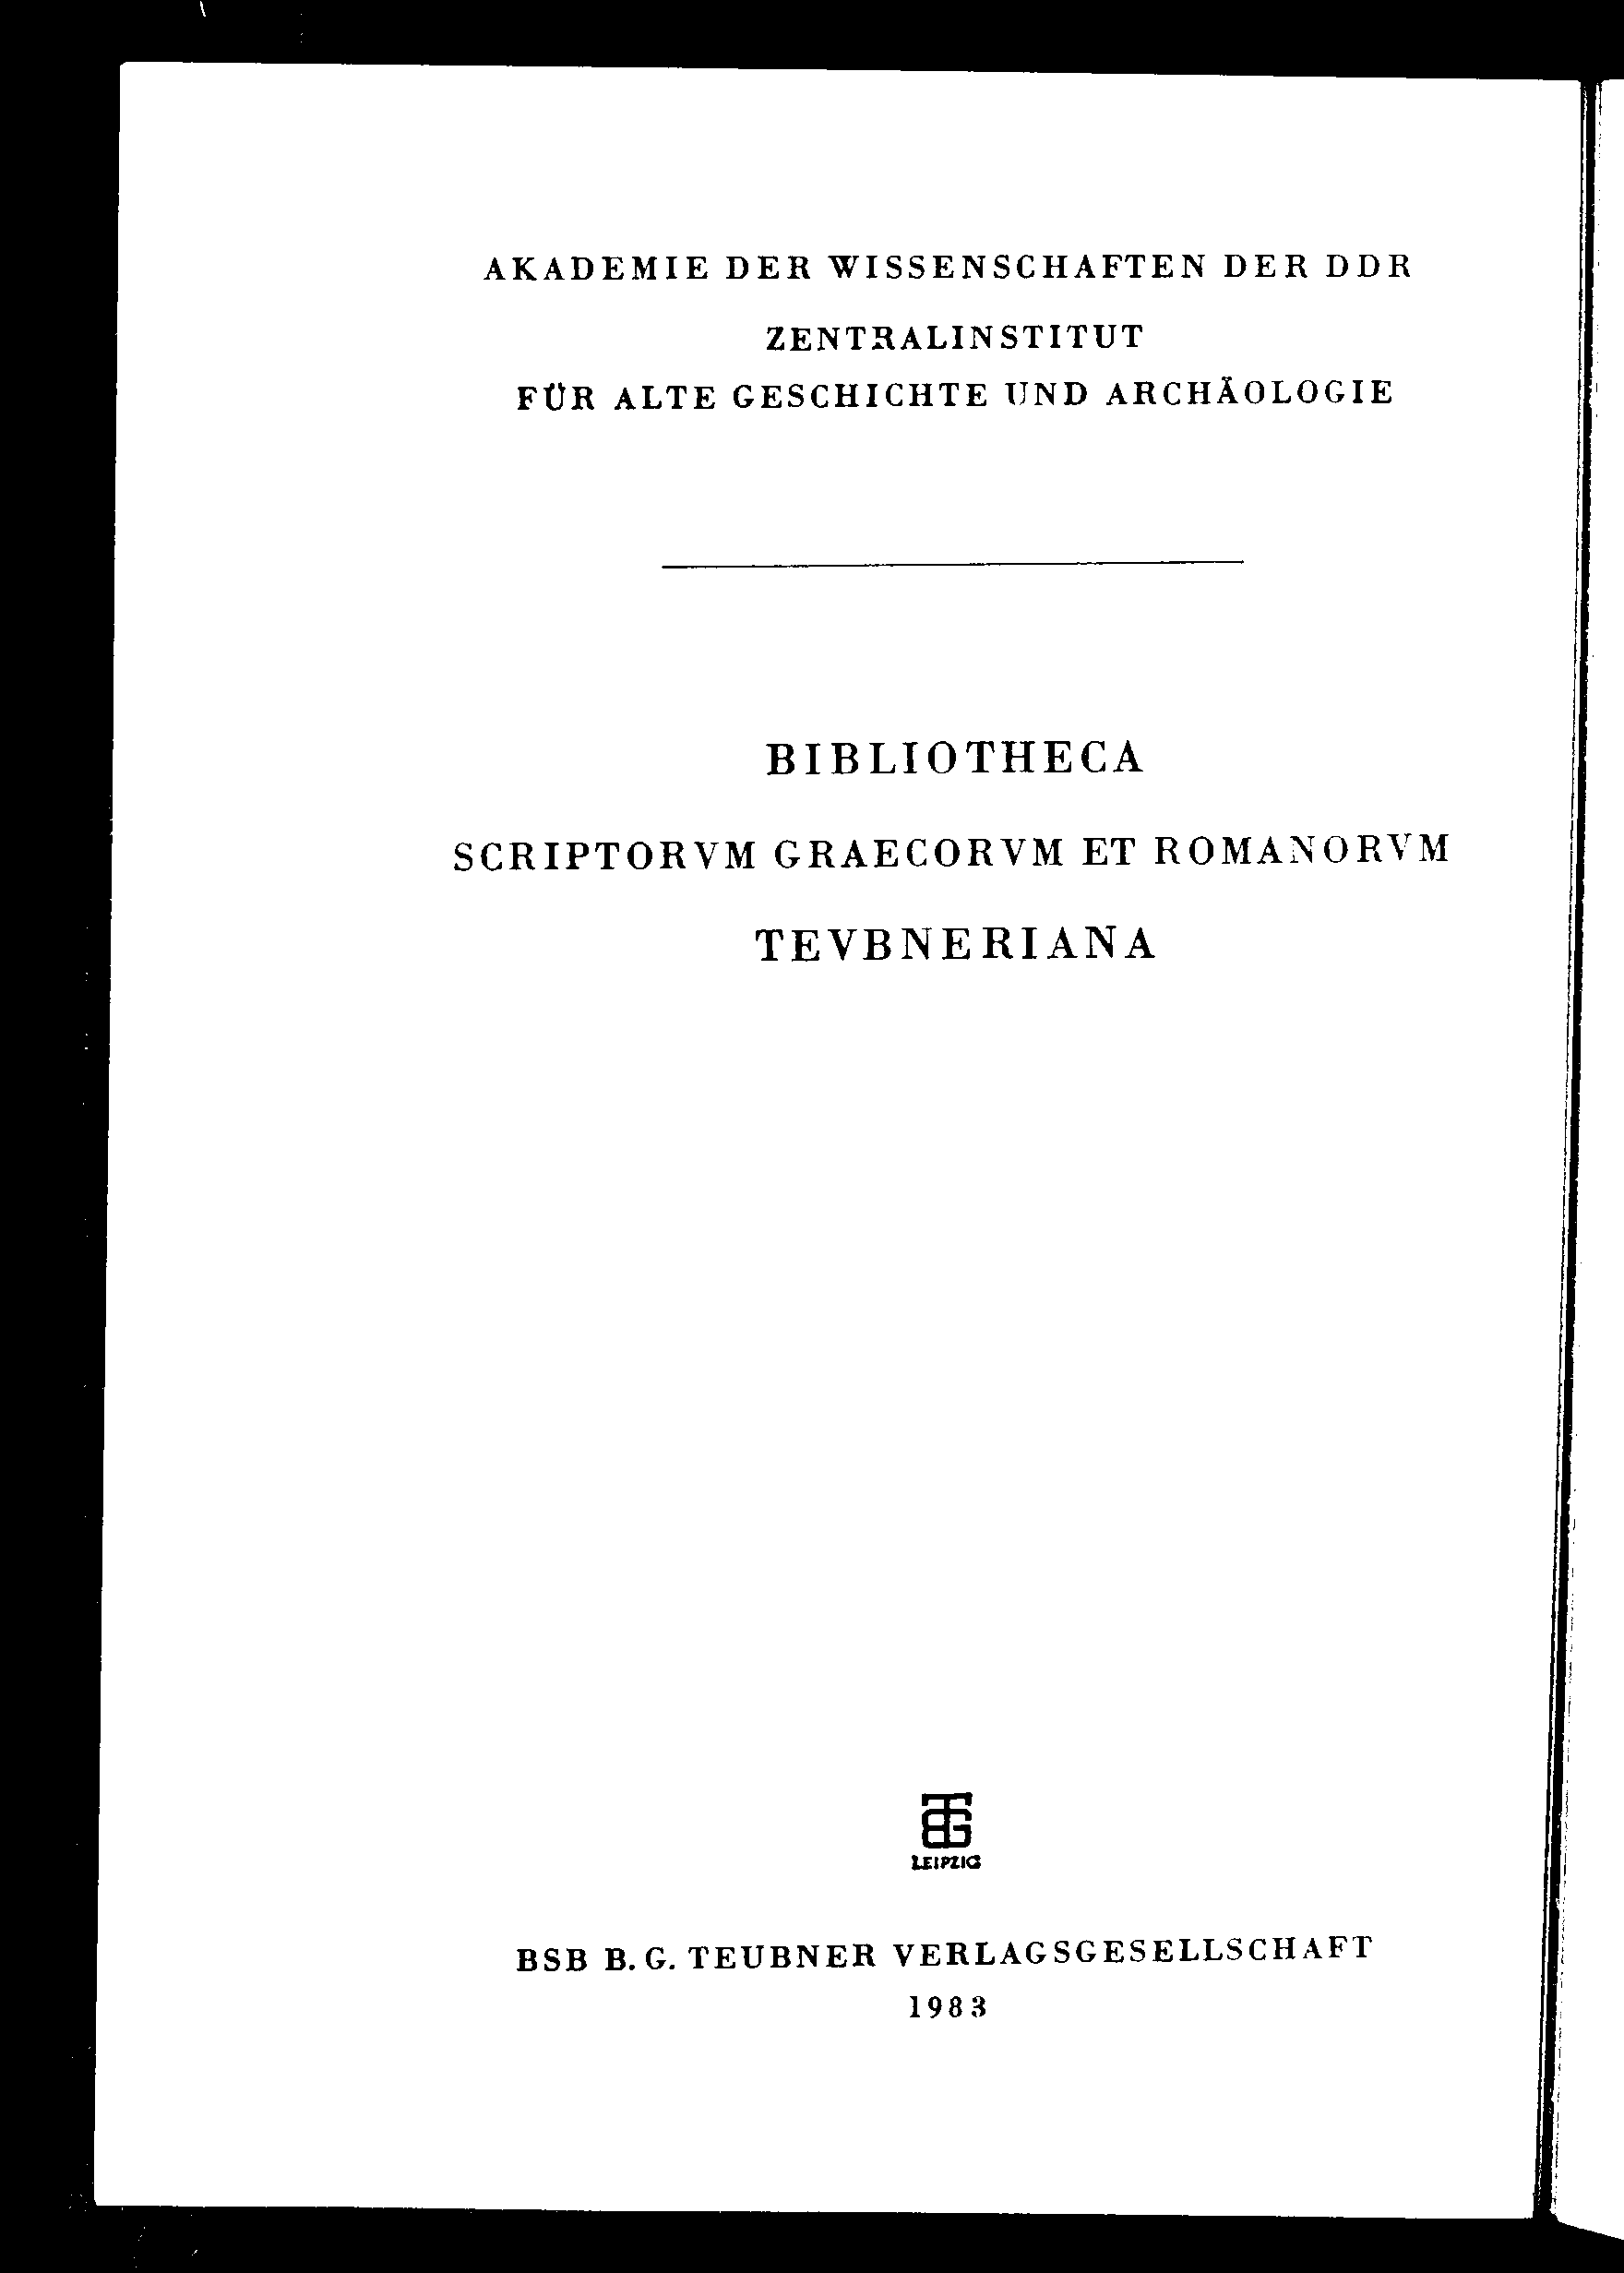 AKADEMIE DER WISSENSCHAFTEN DER DDR
ZENTRALINSTITUT
FÜR ALTE GESCHICHTE UND ARCHÄOLOGIE
BIBLIOTHECA
SCRIPTORVM GRAECORVM ET ROMANORVM
TEVBNERIANA
LEIPZIG
BSB B. G. TEUBNER VERLAGSGESELLSCHAFT
1983